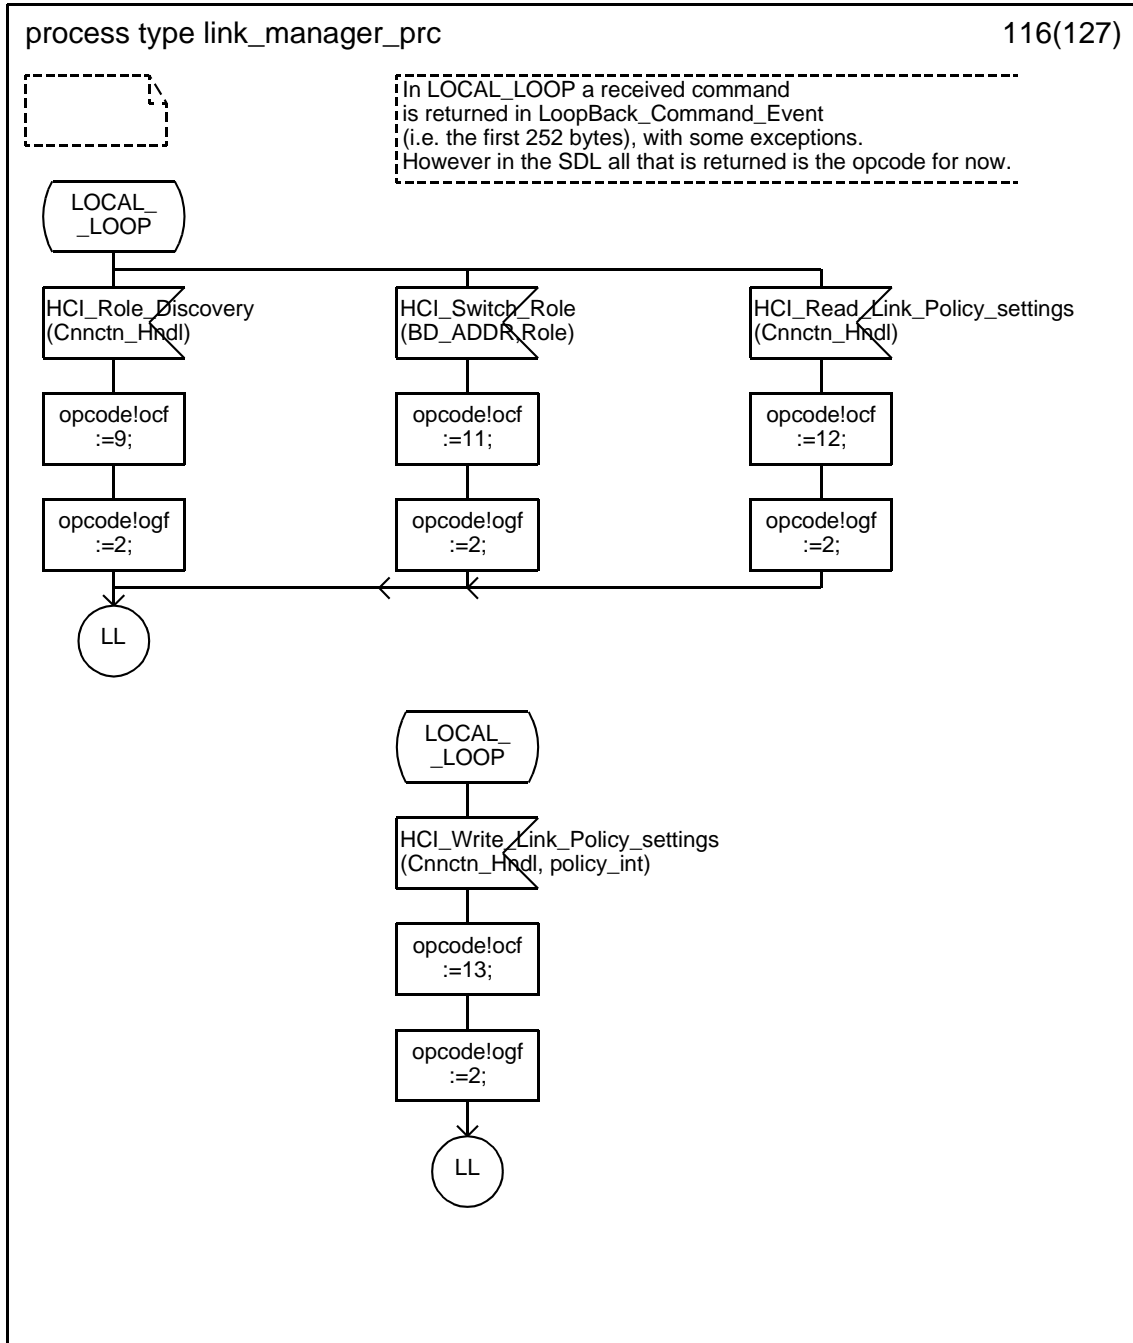 process type link_manager_prc
116(127)
In LOCAL_LOOP a received command
is returned in LoopBack_Command_Event
(i.e. the first 252 bytes), with some exceptions.
However in the SDL all that is returned is the opcode for now.
LOCAL_
_LOOP
HCI_Role_Discovery
(Cnnctn_Hndl)
HCI_Switch_Role
(BD_ADDR,Role)
HCI_Read_Link_Policy_settings
(Cnnctn_Hndl)
opcode!ocf
:=9;
opcode!ocf
:=11;
opcode!ocf
:=12;
opcode!ogf
:=2;
opcode!ogf
:=2;
opcode!ogf
:=2;
LL
LOCAL_
_LOOP
HCI_Write_Link_Policy_settings
(Cnnctn_Hndl, policy_int)
opcode!ocf
:=13;
opcode!ogf
:=2;
LL